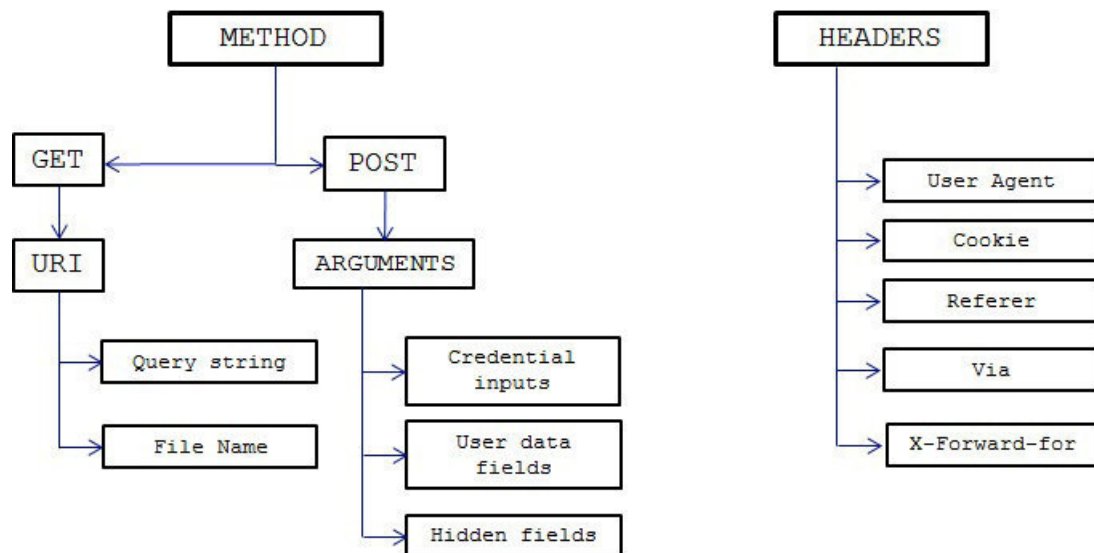 METHOD
HEADERS
GET
POST
User Agent
URI
ARGUMENTS
Cookie
Referer
Query string
Credential
inputs
Via
File Name
User data
fields
X-Forward-for
Hidden fields